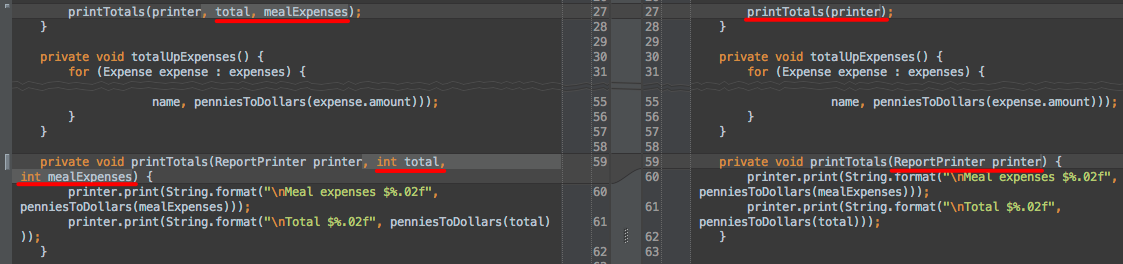 printTotals(printer, total, mealExpenses);
27
27
printTotals(printer);
}
28
28
}
29
29
private void totalUpExpenses() {
30
30
private void totalUpExpenses() {
for (Expense expense : expenses) {
31
31
for (Expense expense : expenses) {
name, penniesToDollars(expense.amount)));
55
55
name, penniesToDollars(expense.amount)));
}
56
56
}
}
57
57
}
58
58
private void printTotals(ReportPrinter printer, int total,
59
59
private void printTotals(ReportPrinter printer) {
int mealExpenses) {
60
printer.print(String.format("\nMeal expenses $%.02f",
printer.print(String.format("\nMeal expenses $%.02f",
60
penniesToDollars(mealExpenses)));
penniesToDollars(mealExpenses)));
61
printer.print(String.format("\nTotal $%.02f",
printer.print(String.format("\nTotal $%.02f", penniesToDollars(total)
61
penniesToDollars(total)));
));
62
}
}
62
63